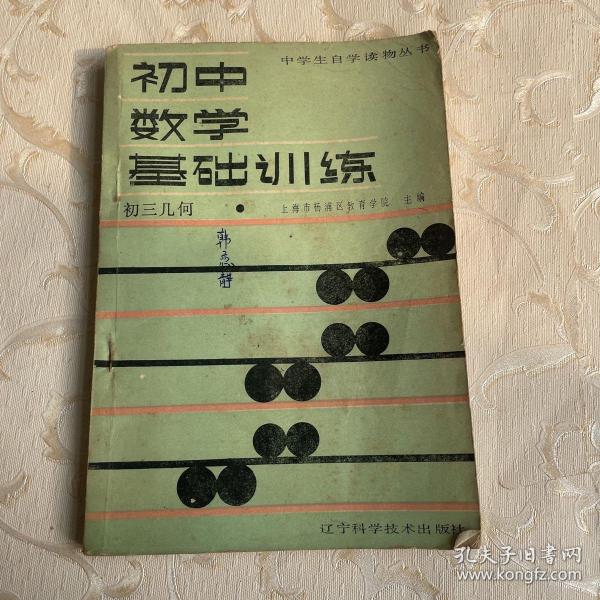 中学生自学读物丛书
初中
数学
基础训练
初三几何
上海市杨浦区教育学院 主编
辽宁科学技术出版社
孔夫子旧书网
www.kongfz.com